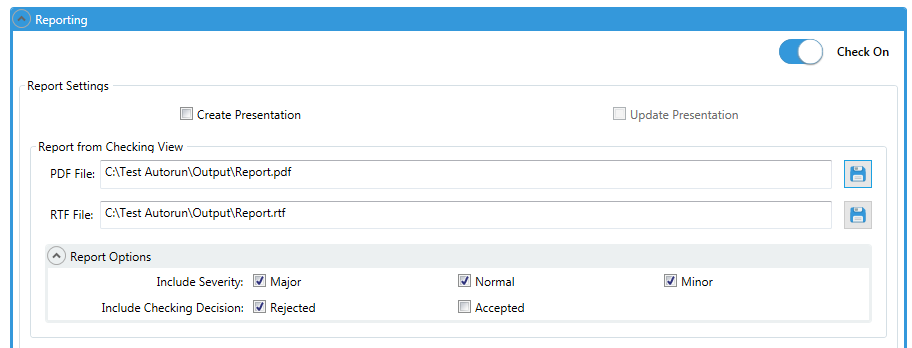 Reporting
Check On
Report Settings
Create Presentation Update Presentation
Report from Checking View
PDF File: C:\Test Autorun\Output\Report.pdf
RTF File: C:\Test Autorun\Output\Report.rtf
Report Options
Include Severity: Major Normal Minor
Include Checking Decision: Rejected Accepted